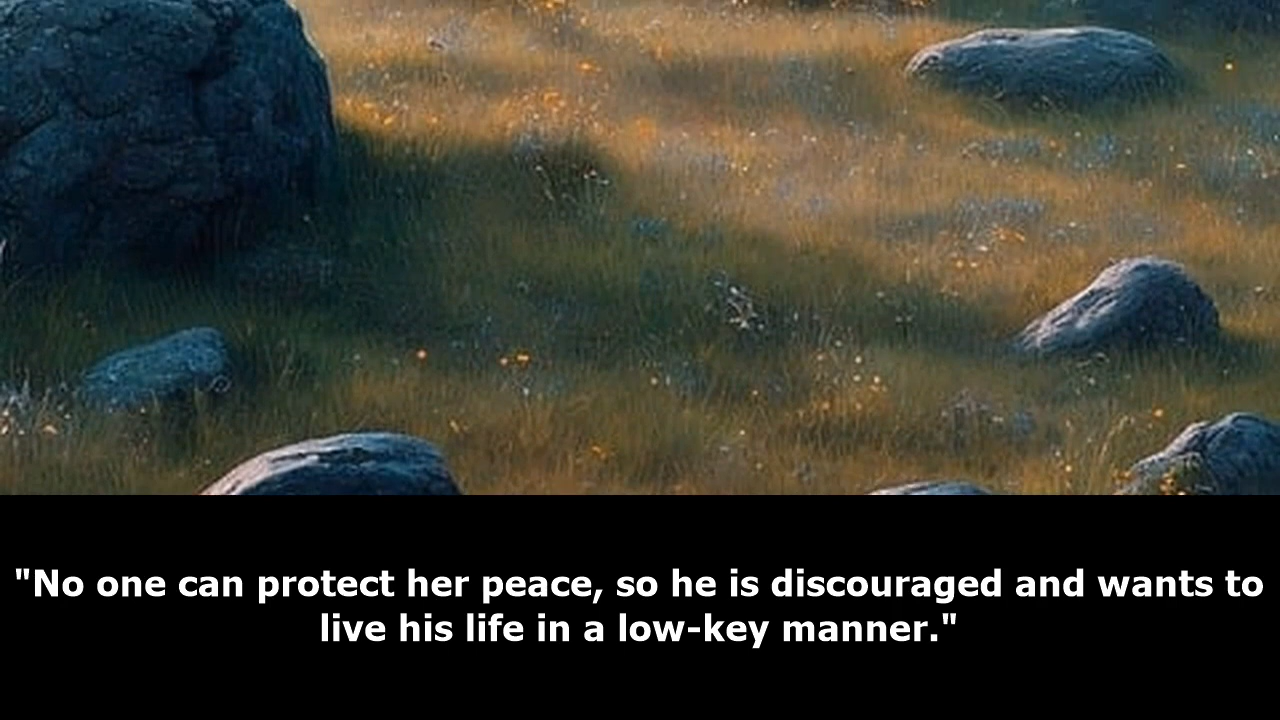 "No one can protect her peace, so he is discouraged and wants to
live his life in a low-key manner."